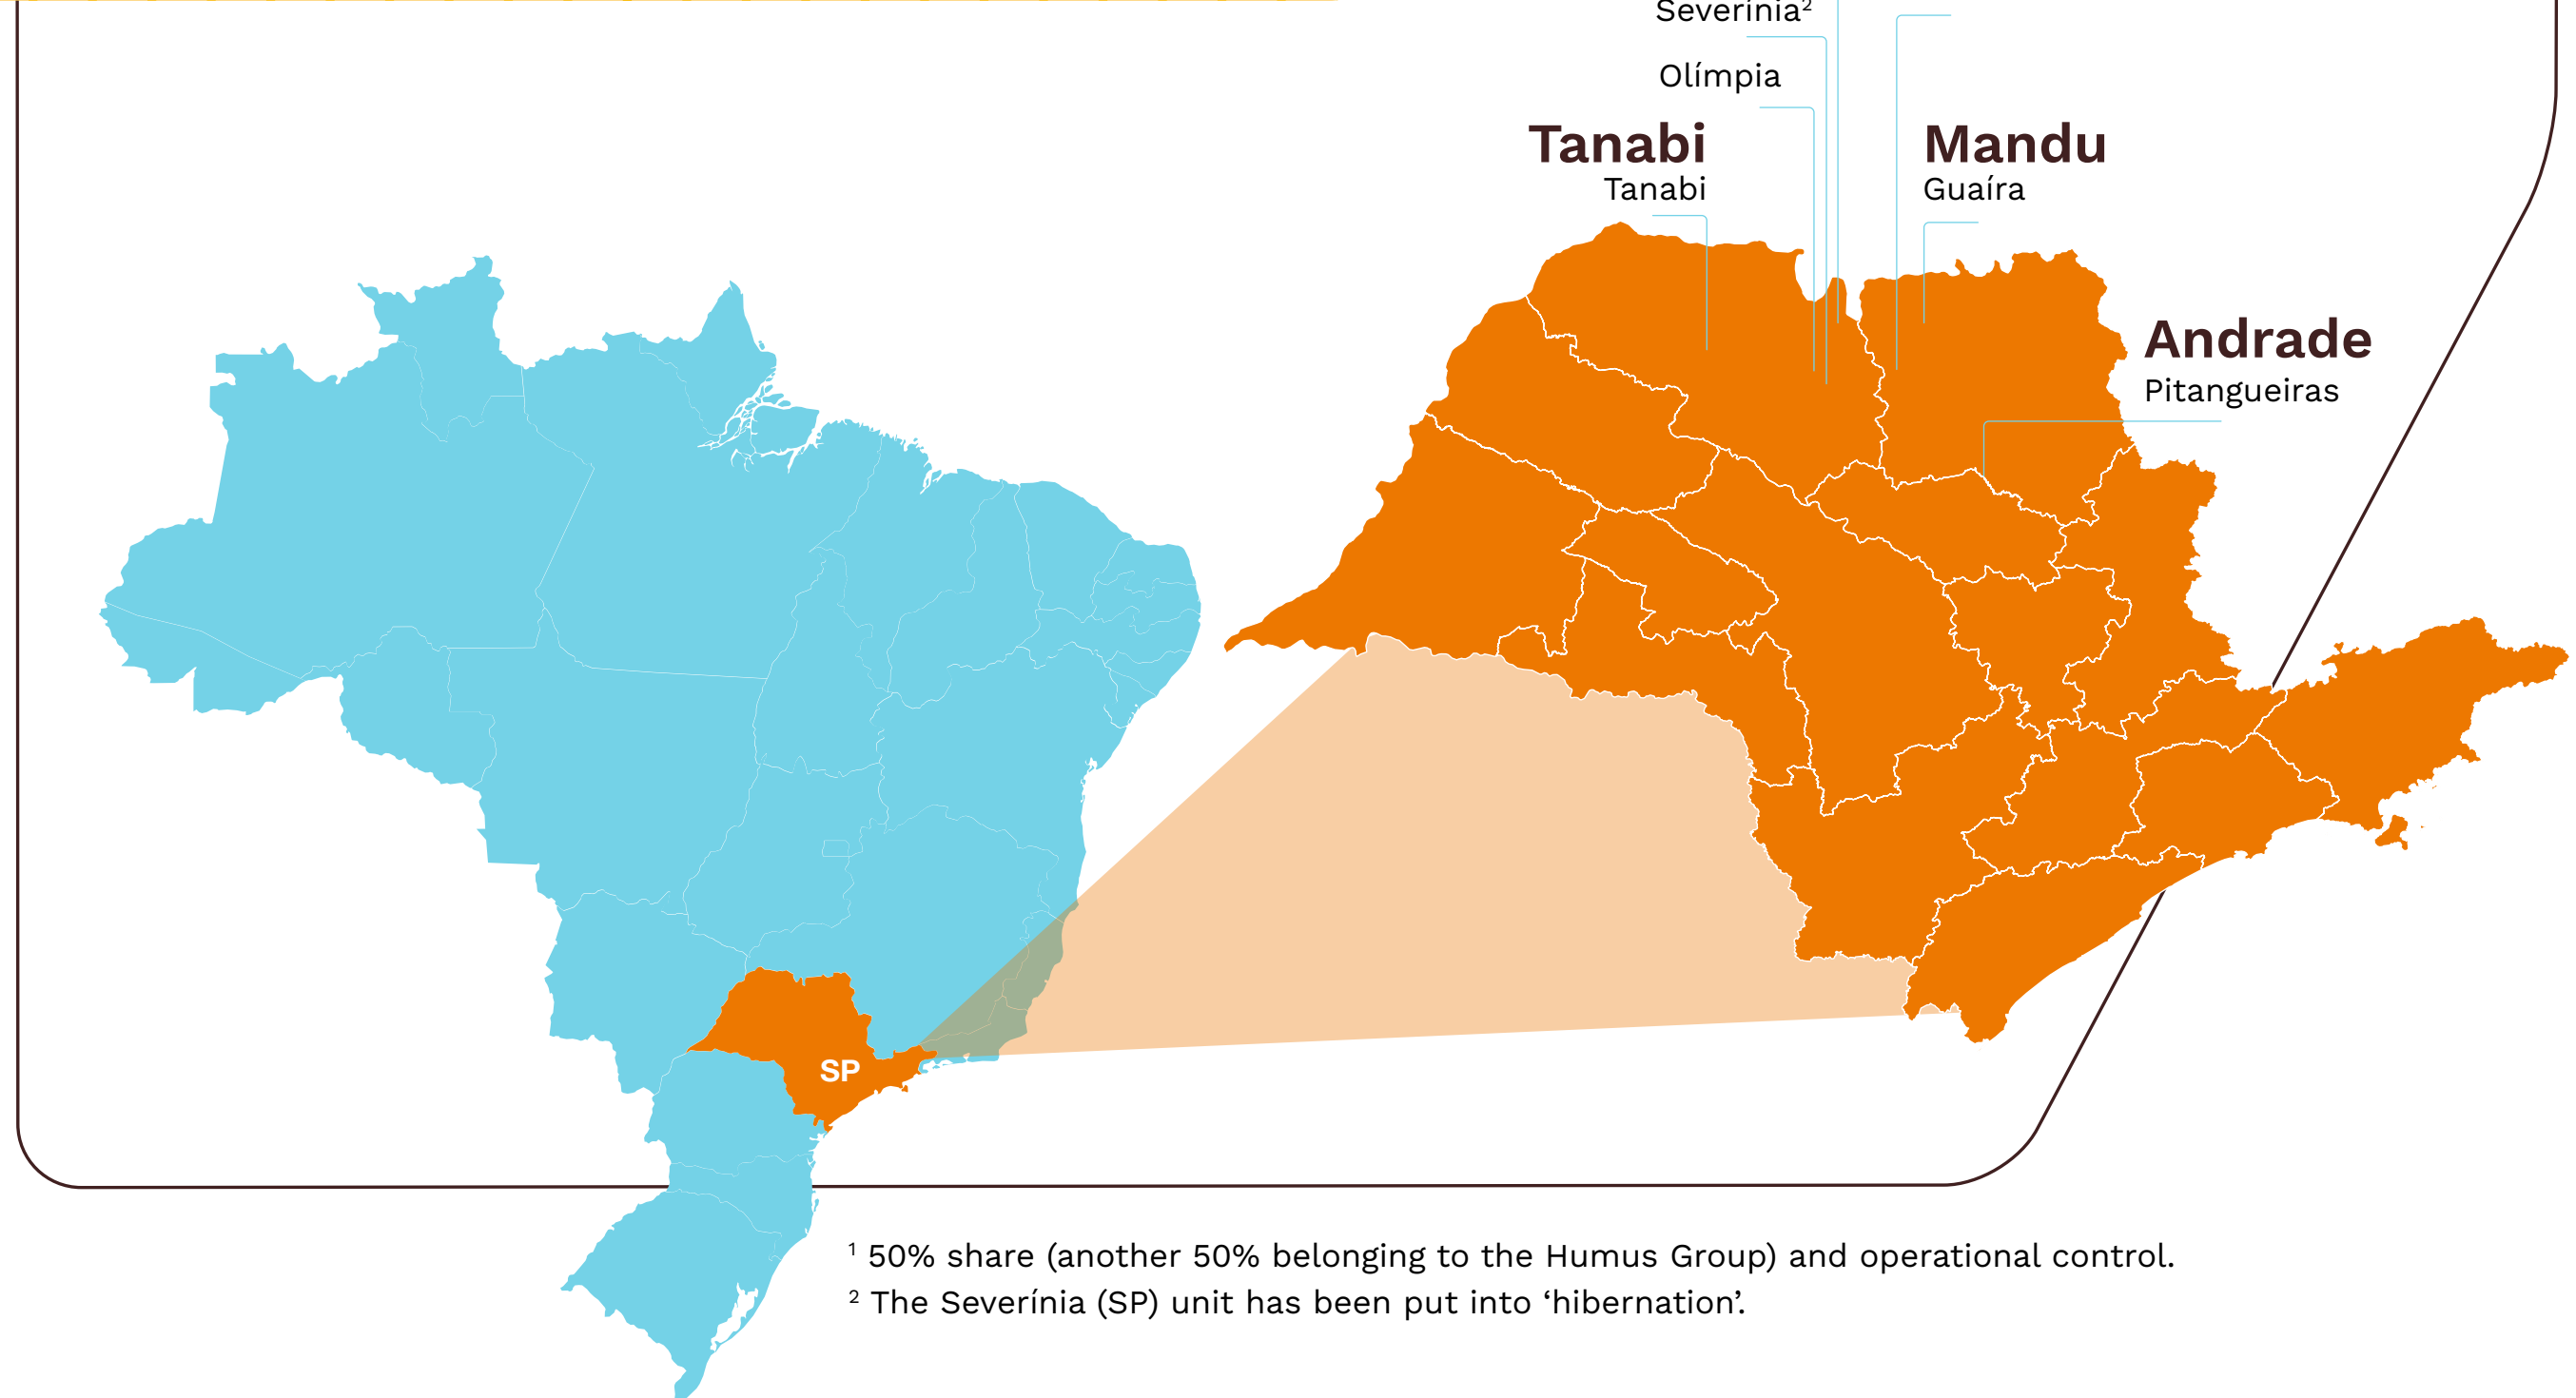 Severínia²
Olímpia
Tanabi
Tanabi
Mandu
Guaíra
Andrade
Pitangueiras
SP
¹ 50% share (another 50% belonging to the Humus Group) and operational control.
² The Severínia (SP) unit has been put into ‘hibernation’.